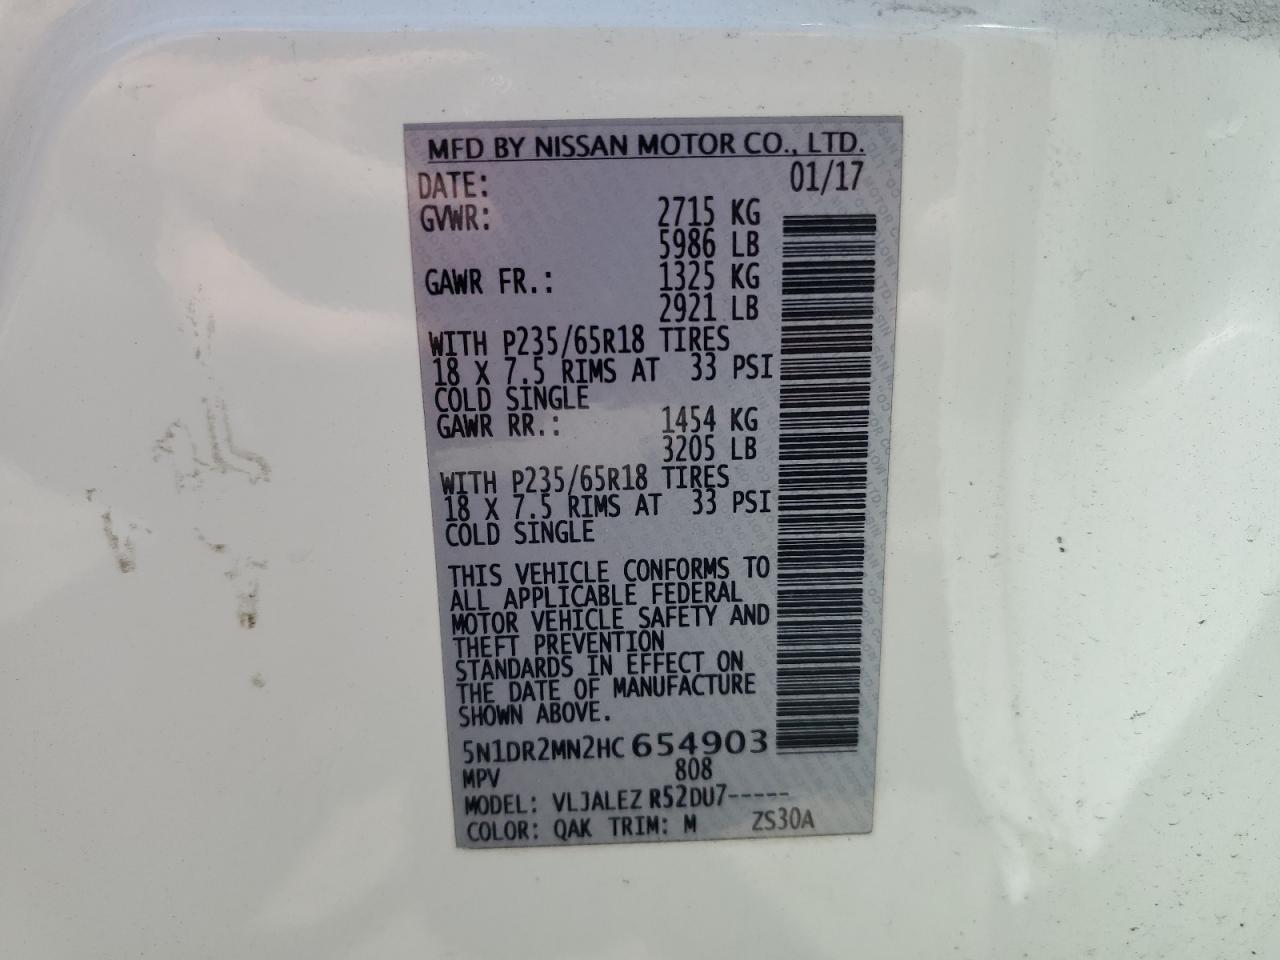 MFD BY NISSAN MOTOR CO., LTD.
DATE: 01/17
GVWR: 2715 KG
5986 LB
GAWR FR.: 1325 KG
2921 LB
WITH P235/65R18 TIRES
18 X 7.5 RIMS AT 33 PSI
COLD SINGLE
GAWR RR.: 1454 KG
3205 LB
WITH P235/65R18 TIRES
18 X 7.5 RIMS AT 33 PSI
COLD SINGLE
THIS VEHICLE CONFORMS TO
ALL APPLICABLE FEDERAL
MOTOR VEHICLE SAFETY AND
THEFT PREVENTION
STANDARDS IN EFFECT ON
THE DATE OF MANUFACTURE
SHOWN ABOVE.
5N1DR2MN2HC 654903
MPV 808
MODEL: VLJALEZ R52DU7-----
COLOR: QAK TRIM: M ZS30A